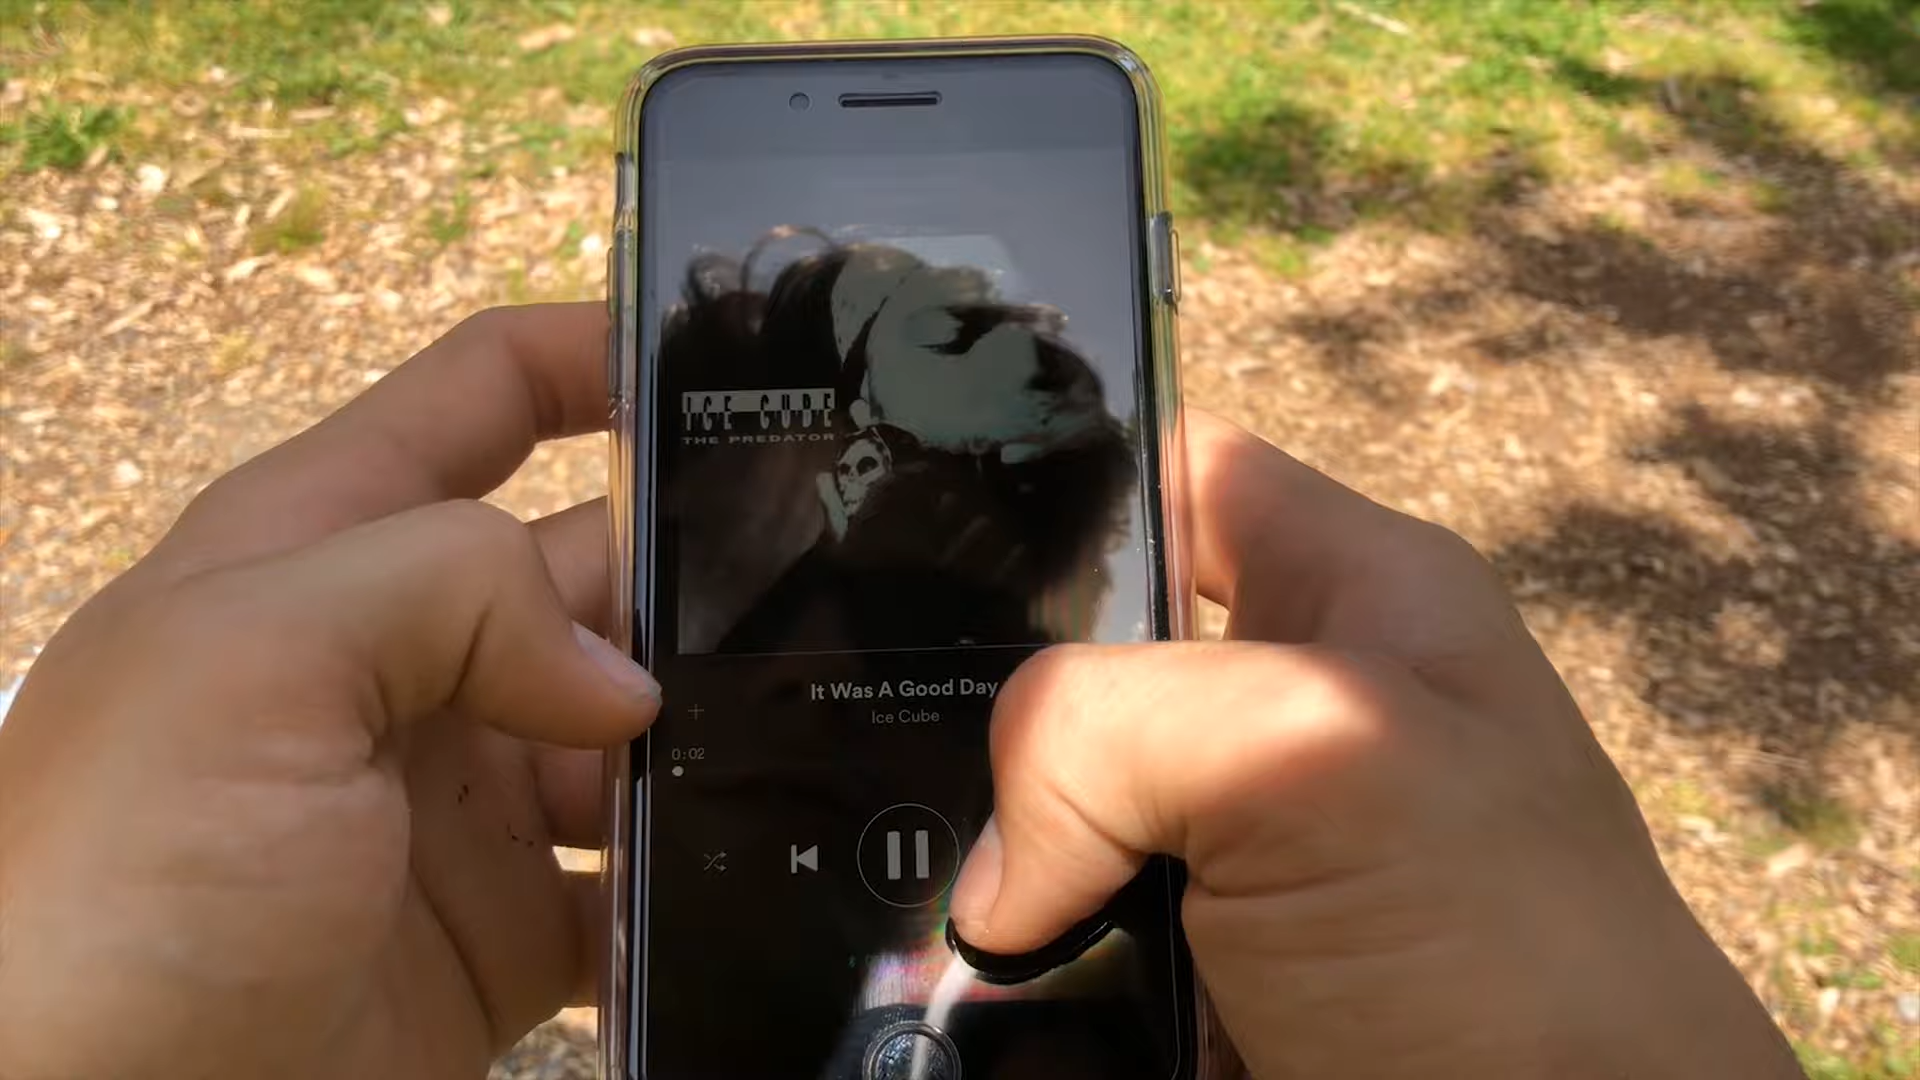 ICE CUBE
THE PREDATOR
It Was A Good Day
Ice Cube
0:02